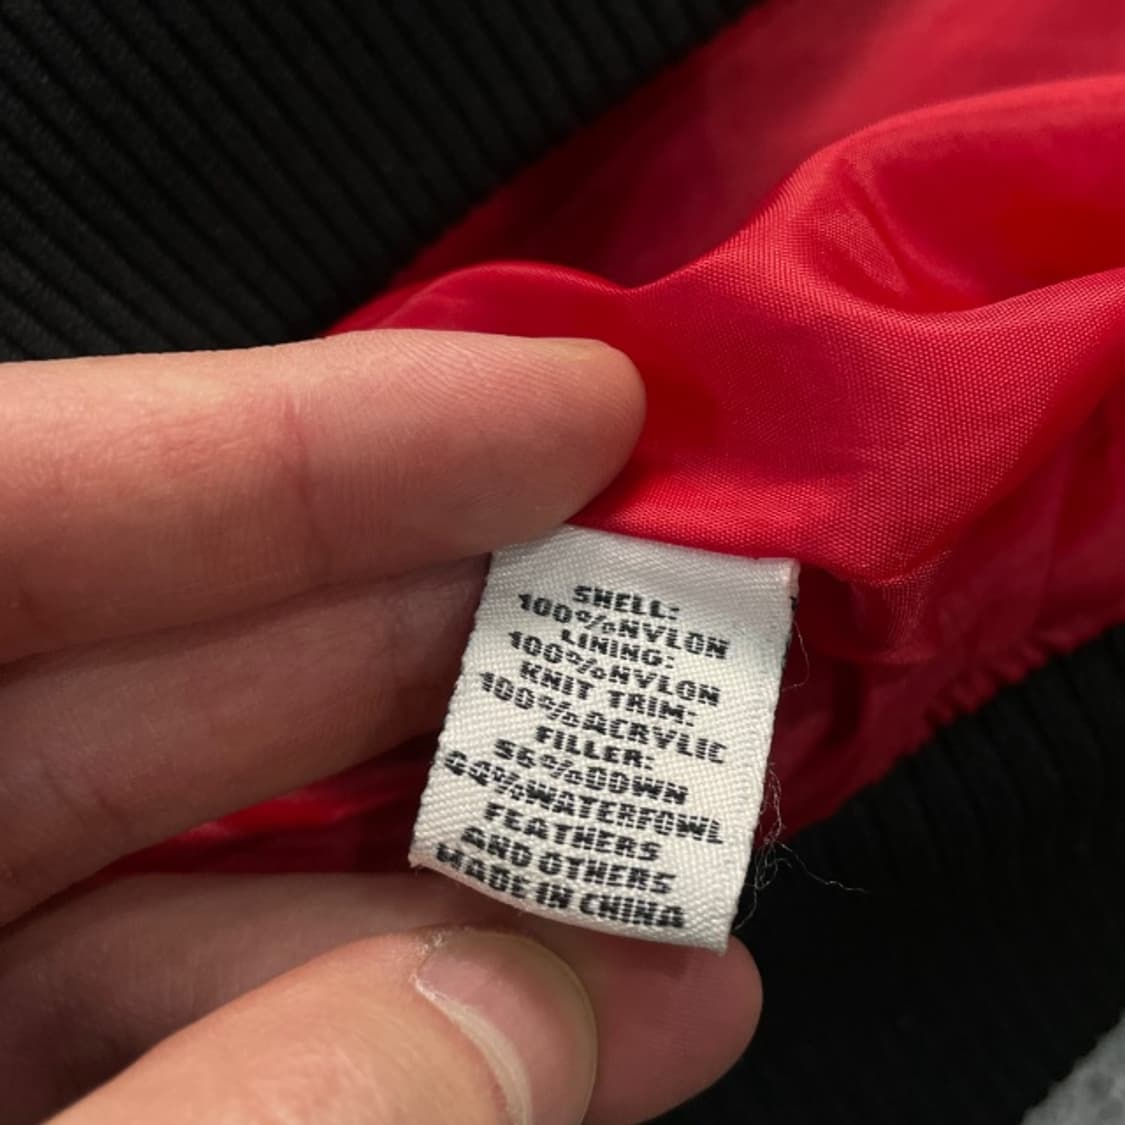 SHELL:
100%NYLON
LINING:
100%NYLON
KNIT TRIM:
100%ACRYLIC
FILLER:
56%DOWN
44%WATERFOWL
FEATHERS
AND OTHERS
MADE IN CHINA